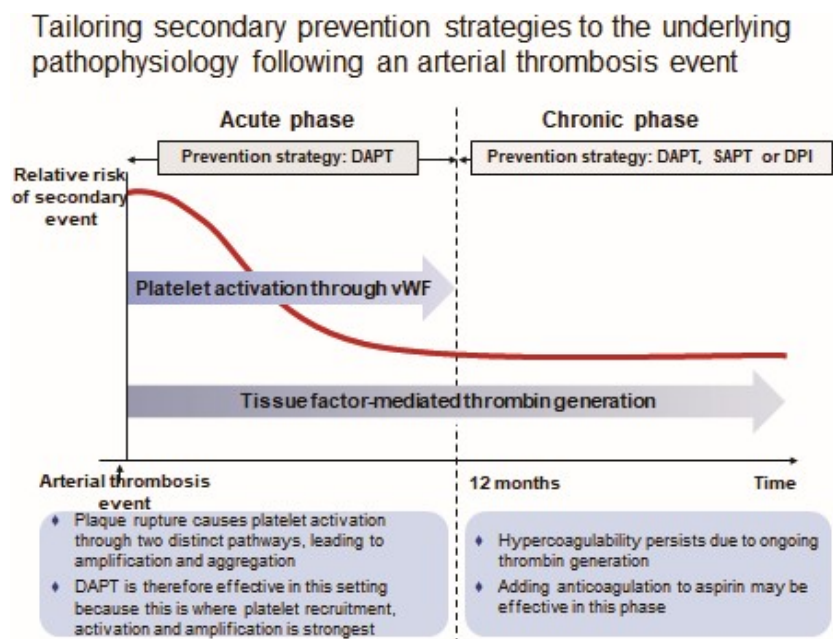 Tailoring secondary prevention strategies to the underlying
pathophysiology following an arterial thrombosis event
Acute phase
Chronic phase
Prevention strategy: DAPT
Prevention strategy: DAPT, SAPT or DPI
Relative risk
of secondary
event
Platelet activation through vWF
Tissue factor-mediated thrombin generation
Arterial thrombosis
event
12 months
Time
♦ Plaque rupture causes platelet activation
through two distinct pathways, leading to
amplification and aggregation
♦ DAPT is therefore effective in this setting
because this is where platelet recruitment,
activation and amplification is strongest
♦ Hypercoagulability persists due to ongoing
thrombin generation
♦ Adding anticoagulation to aspirin may be
effective in this phase